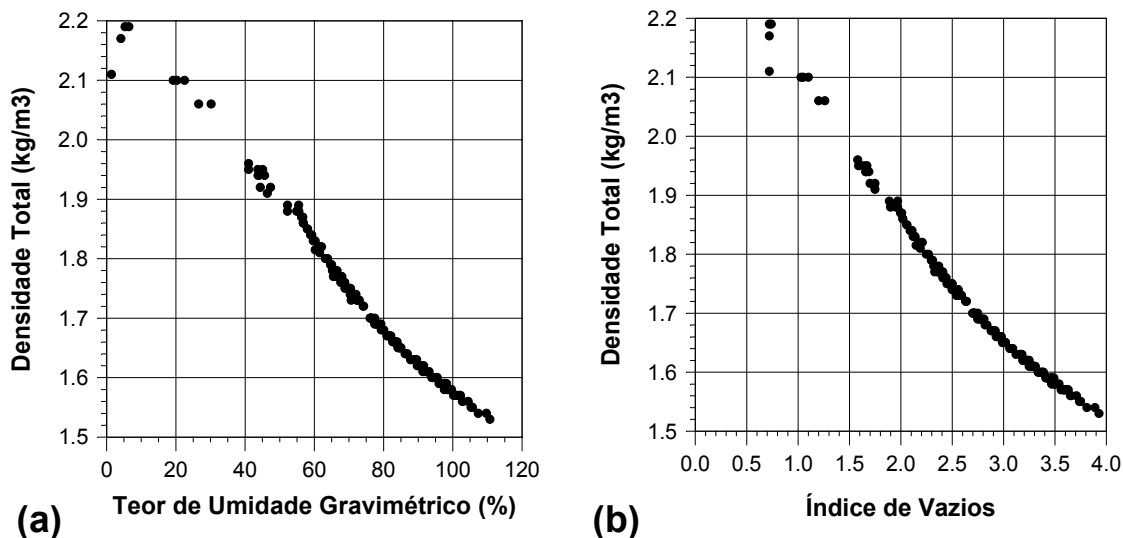 2.2
2.1
2.0
1.9
1.8
1.7
1.6
1.5
Densidade Total (kg/m3)
0 20 40 60 80 100 120
Teor de Umidade Gravimétrico (%)
(a)
2.2
2.1
2.0
1.9
1.8
1.7
1.6
1.5
Densidade Total (kg/m3)
0.0 0.5 1.0 1.5 2.0 2.5 3.0 3.5 4.0
Índice de Vazios
(b)